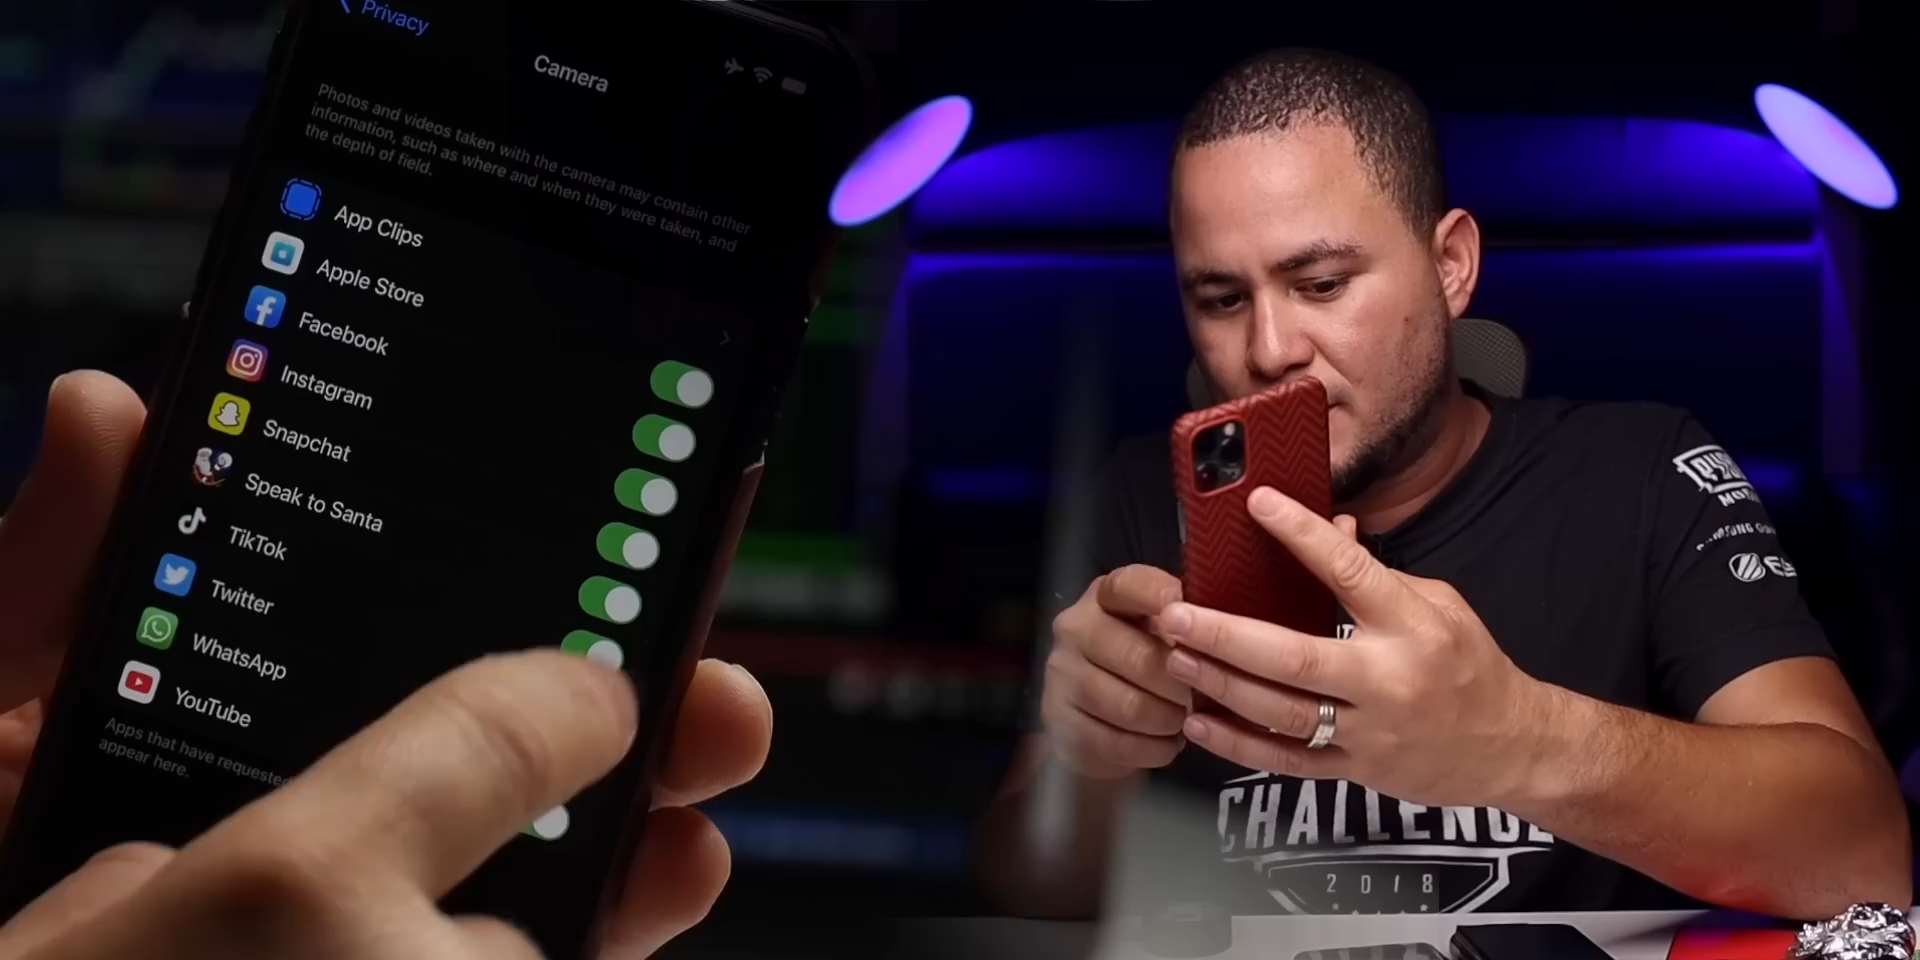 Privacy
Camera
Photos and videos taken with the camera may contain other
information, such as where and when they were taken, and
the depth of field.
App Clips
Apple Store
Facebook
Instagram
Snapchat
Speak to Santa
TikTok
Twitter
WhatsApp
YouTube
Apps that have requested
appear here.
CHALLENGE
2018